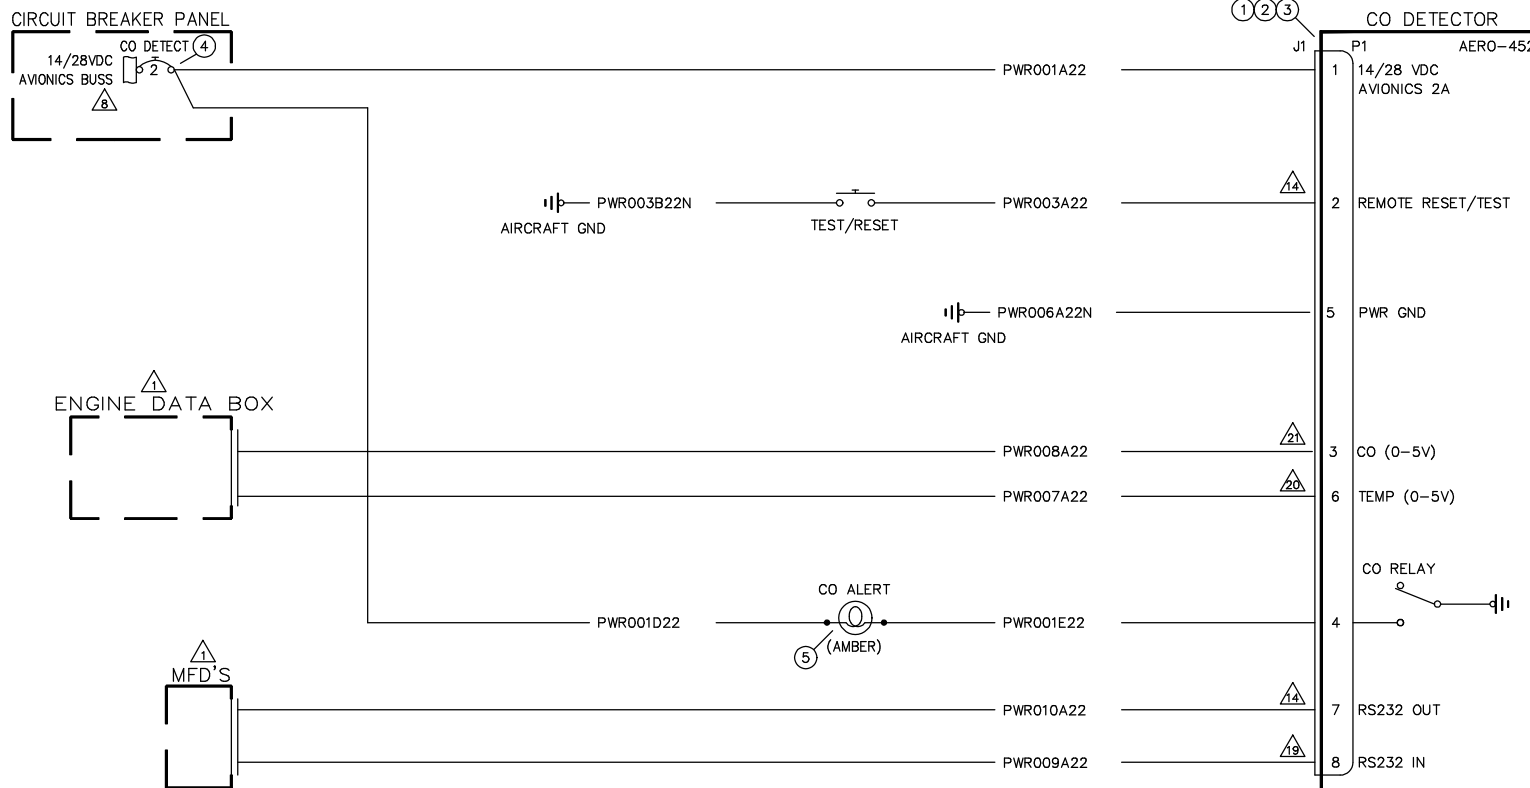 CIRCUIT BREAKER PANEL
CO DETECT 4
14/28VDC
AVIONICS BUSS
2
8
1 2 3
CO DETECTOR
J1 P1 AERO-452
PWR001A22 1 14/28 VDC
AVIONICS 2A
14
PWR003B22N PWR003A22 2 REMOTE RESET/TEST
AIRCRAFT GND TEST/RESET
PWR006A22N 5 PWR GND
AIRCRAFT GND
1
ENGINE DATA BOX
21
PWR008A22 3 CO (0-5V)
20
PWR007A22 6 TEMP (0-5V)
CO RELAY
CO ALERT
PWR001D22 PWR001E22 4
5 (AMBER)
1
MFD'S
14
PWR010A22 7 RS232 OUT
19
PWR009A22 8 RS232 IN